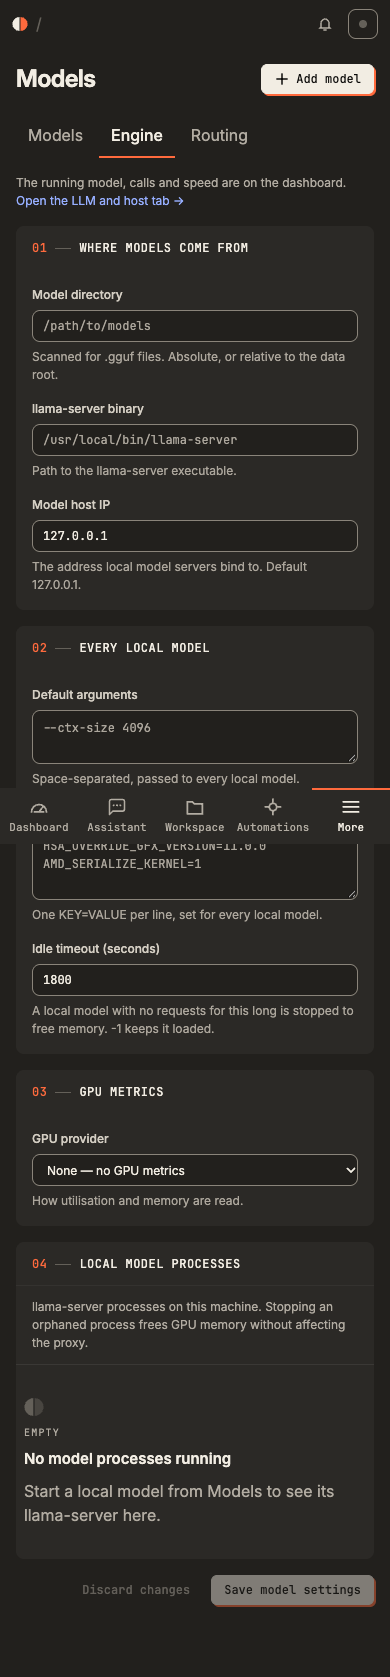 /
Models
+ Add model
Models Engine Routing
The running model, calls and speed are on the dashboard.
Open the LLM and host tab →
01 — WHERE MODELS COME FROM
Model directory
/path/to/models
Scanned for .gguf files. Absolute, or relative to the data
root.
llama-server binary
/usr/local/bin/llama-server
Path to the llama-server executable.
Model host IP
127.0.0.1
The address local model servers bind to. Default
127.0.0.1.
02 — EVERY LOCAL MODEL
Default arguments
--ctx-size 4096
Space-separated, passed to every local model.
Dashboard Assistant Workspace Automations More
HSA_OVERRIDE_GFX_VERSION=11.0.0
AMD_SERIALIZE_KERNEL=1
One KEY=VALUE per line, set for every local model.
Idle timeout (seconds)
1800
A local model with no requests for this long is stopped to
free memory. -1 keeps it loaded.
03 — GPU METRICS
GPU provider
None — no GPU metrics
How utilisation and memory are read.
04 — LOCAL MODEL PROCESSES
llama-server processes on this machine. Stopping an
orphaned process frees GPU memory without affecting
the proxy.
EMPTY
No model processes running
Start a local model from Models to see its
llama-server here.
Discard changes Save model settings